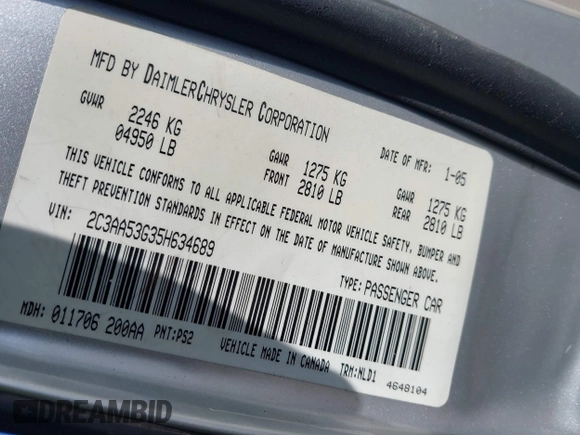 MFD BY DAIMLERCHRYSLER CORPORATION
DATE OF MFR: 1-05
GVWR 2246 KG
04950 LB
GAWR FRONT 1275 KG
2810 LB
GAWR REAR 1275 KG
2810 LB
THIS VEHICLE CONFORMS TO ALL APPLICABLE FEDERAL MOTOR VEHICLE SAFETY, BUMPER AND
THEFT PREVENTION STANDARDS IN EFFECT ON THE DATE OF MANUFACTURE SHOWN ABOVE.
VIN: 2C3AA53G35H634689
TYPE: PASSENGER CAR
MDH: 011706 200AA
PNT: PS2
VEHICLE MADE IN CANADA
TRM: NLD1
4648104
DREAMBID